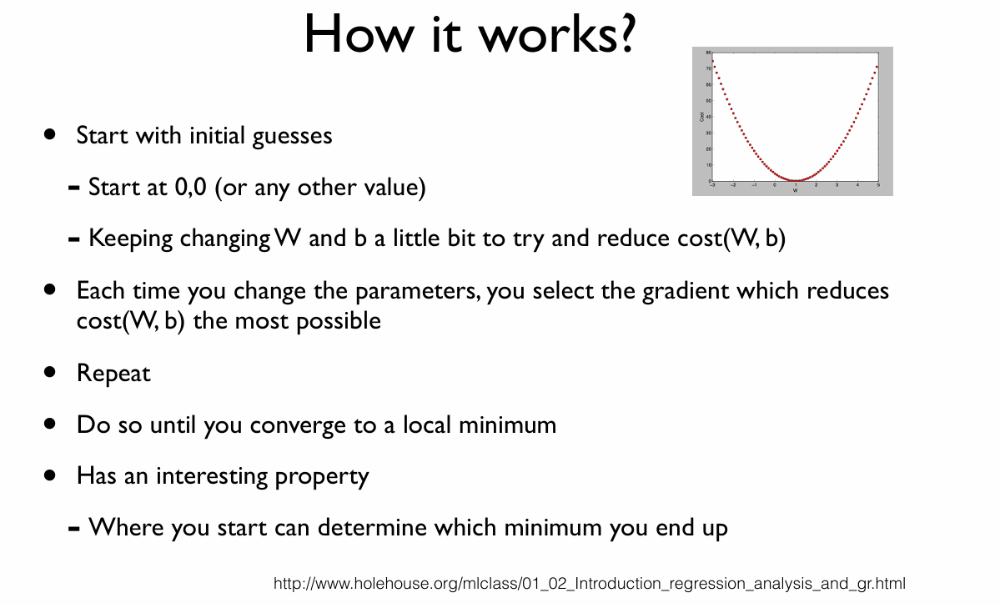 How it works?
80
70
60
50
40
30
20
10
0
Cost
−3 −2 −1 0 1 2 3 4 5
W
• Start with initial guesses
- Start at 0,0 (or any other value)
- Keeping changing W and b a little bit to try and reduce cost(W, b)
• Each time you change the parameters, you select the gradient which reduces
cost(W, b) the most possible
• Repeat
• Do so until you converge to a local minimum
• Has an interesting property
- Where you start can determine which minimum you end up
http://www.holehouse.org/mlclass/01_02_Introduction_regression_analysis_and_gr.html